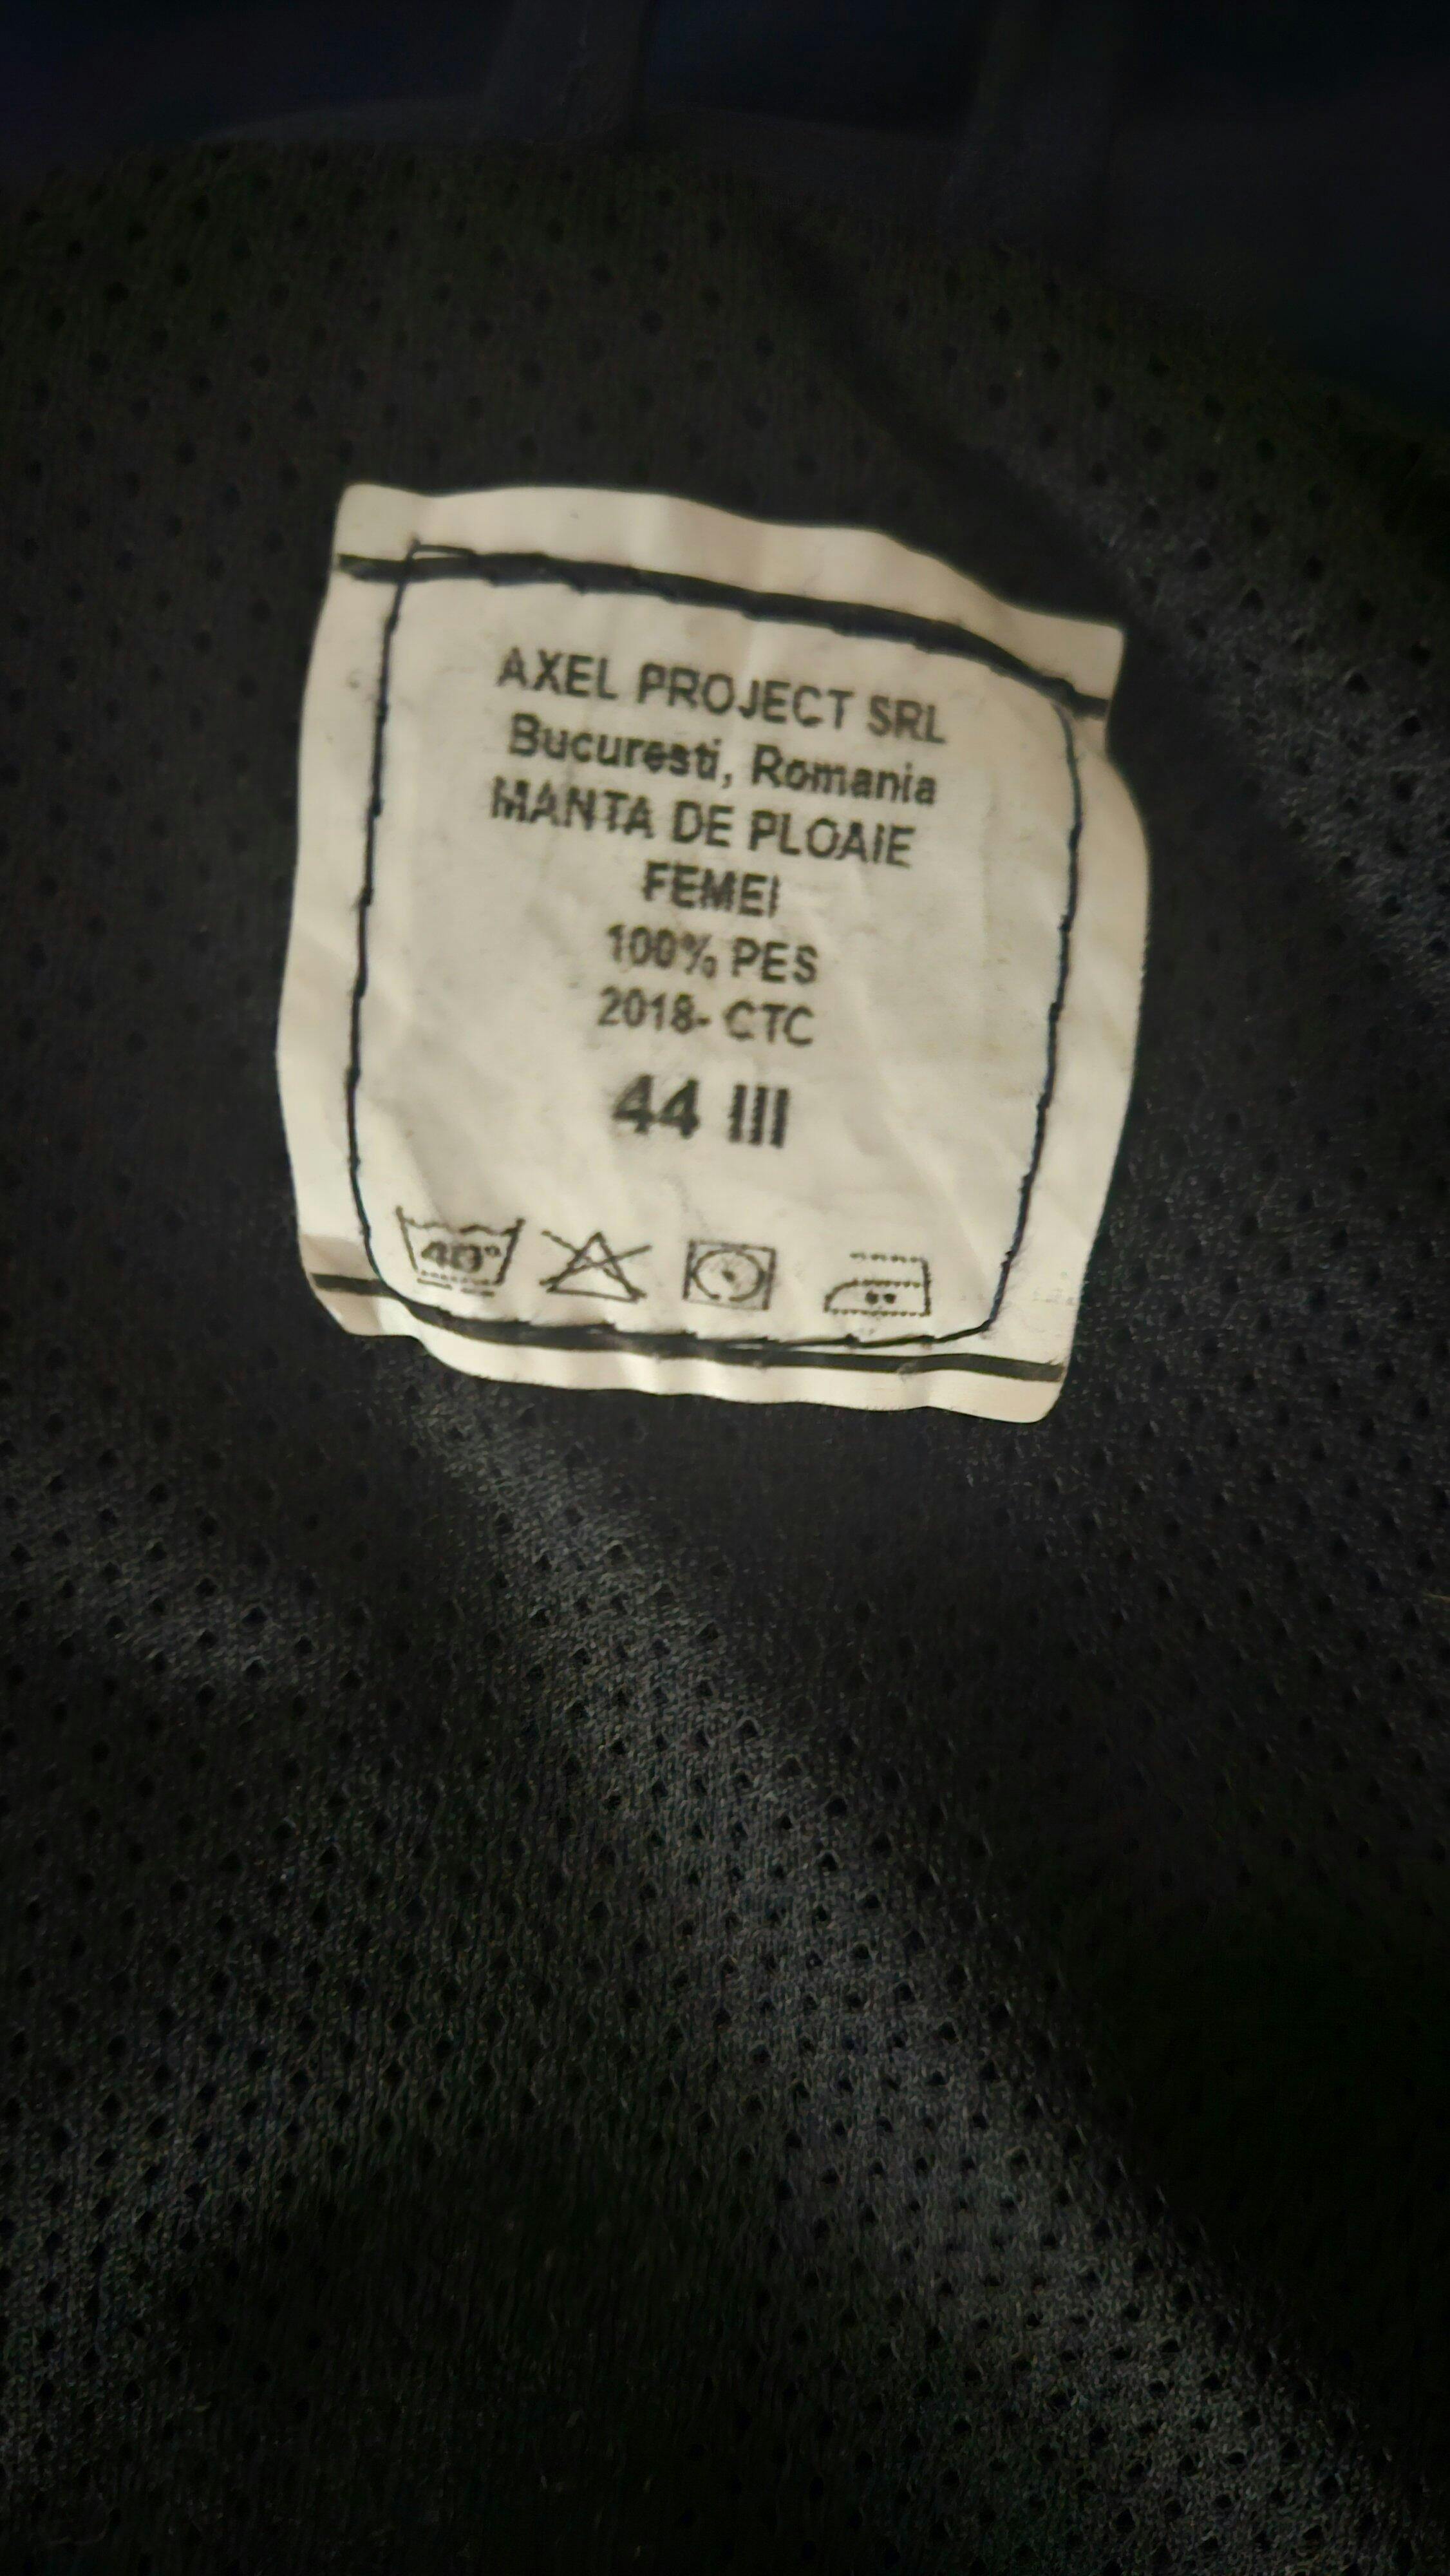 AXEL PROJECT SRL
Bucuresti, Romania
MANTA DE PLOAIE
FEMEI
100% PES
2018- CTC
44 III
40°